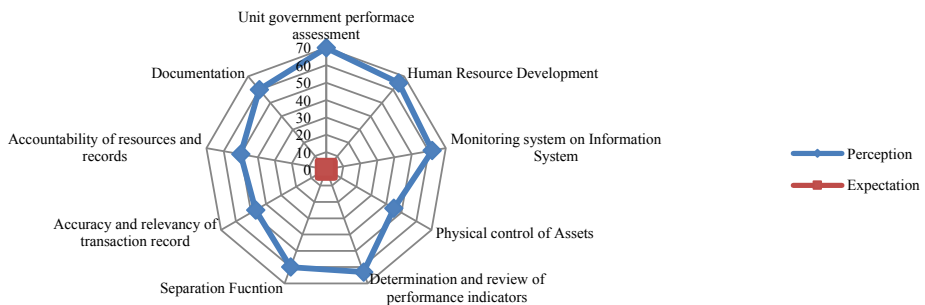 Unit government performace
assessment
70
60
50
40
30
20
10
0
Human Resource Development
Monitoring system on Information
System
Physical control of Assets
Determination and review of
performance indicators
Separation Fucntion
Accuracy and relevancy of
transaction record
Accountability of resources and
records
Documentation
Perception
Expectation